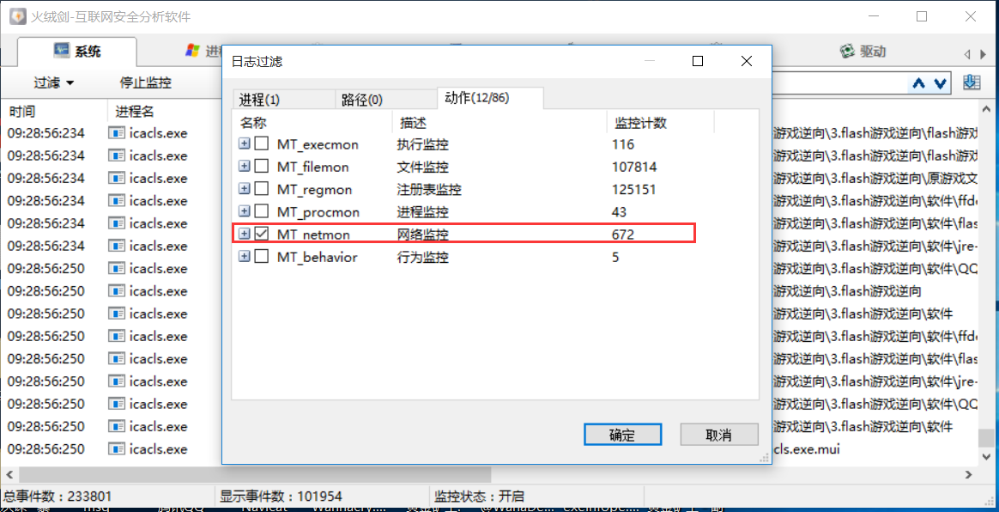 火绒剑-互联网安全分析软件
系统
进
驱动
过滤
停止监控
时间 进程名
09:28:56:234 icacls.exe 游戏逆向\3.flash游戏逆向\flash游戏
09:28:56:234 icacls.exe 游戏逆向\3.flash游戏逆向\flash游戏
09:28:56:234 icacls.exe 游戏逆向\3.flash游戏逆向\原游戏文
09:28:56:234 icacls.exe 游戏逆向\3.flash游戏逆向\软件\ffd
09:28:56:234 icacls.exe 游戏逆向\3.flash游戏逆向\软件\flas
09:28:56:234 icacls.exe 游戏逆向\3.flash游戏逆向\软件\jre-
09:28:56:250 icacls.exe 游戏逆向\3.flash游戏逆向\软件\QQ
09:28:56:250 icacls.exe 游戏逆向\3.flash游戏逆向
09:28:56:250 icacls.exe 游戏逆向\3.flash游戏逆向\软件
09:28:56:250 icacls.exe 游戏逆向\3.flash游戏逆向\软件\ffd
09:28:56:250 icacls.exe 游戏逆向\3.flash游戏逆向\软件\flas
09:28:56:250 icacls.exe 游戏逆向\3.flash游戏逆向\软件\jre-
09:28:56:250 icacls.exe 游戏逆向\3.flash游戏逆向\软件\QQ
09:28:56:250 icacls.exe 游戏逆向\3.flash游戏逆向\软件
09:28:56:250 icacls.exe cls.exe.mui
日志过滤
进程(1) 路径(0) 动作(12/86)
名称 描述 监控计数
MT_execmon 执行监控 116
MT_filemon 文件监控 107814
MT_regmon 注册表监控 125151
MT_procmon 进程监控 43
MT_netmon 网络监控 672
MT_behavior 行为监控 5
确定 取消
总事件数：233801 显示事件数：101954 监控状态：开启